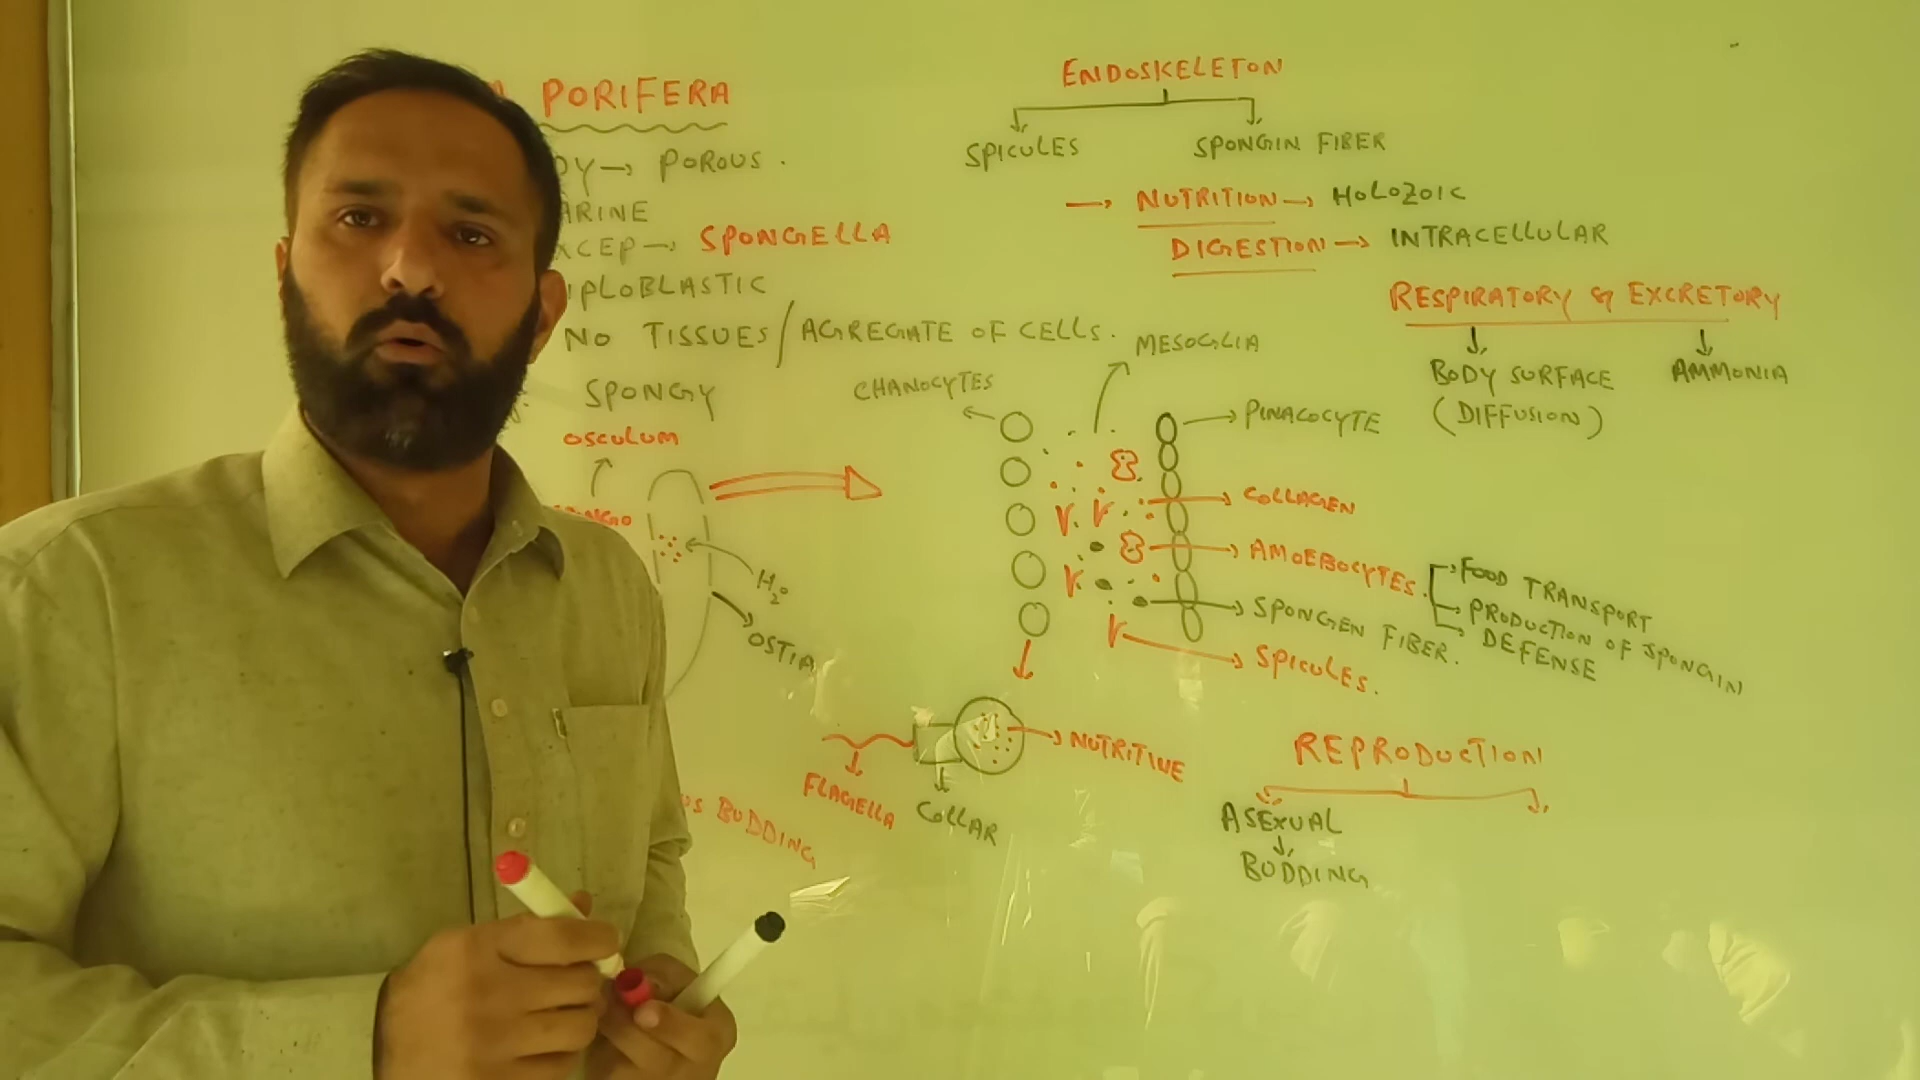 PORIFERA
POROUS.
ARINE
XCEP → SPONGELLA
IPLOBLASTIC
NO TISSUES / AGREGATE OF CELLS.
SPONGY
OSCULUM
H2O
OSTIA
BUDDING
ENDOSKELETON
SPICULES
SPONGIN FIBER
→ NUTRITION → HOLOZOIC
DIGESTION → INTRACELLULAR
RESPIRATORY & EXCRETORY
BODY SURFACE
(DIFFUSION)
AMMONIA
MESOGLIA
CHANOCYTES
PINACOCYTE
COLLAGEN
AMOEBOCYTES.
FOOD TRANSPORT
PRODUCTION OF SPONGIN
DEFENSE
SPONGEN FIBER.
SPICULES.
FLAGELLA
COLLAR
NUTRITIVE
REPRODUCTION
ASEXUAL
BUDDING